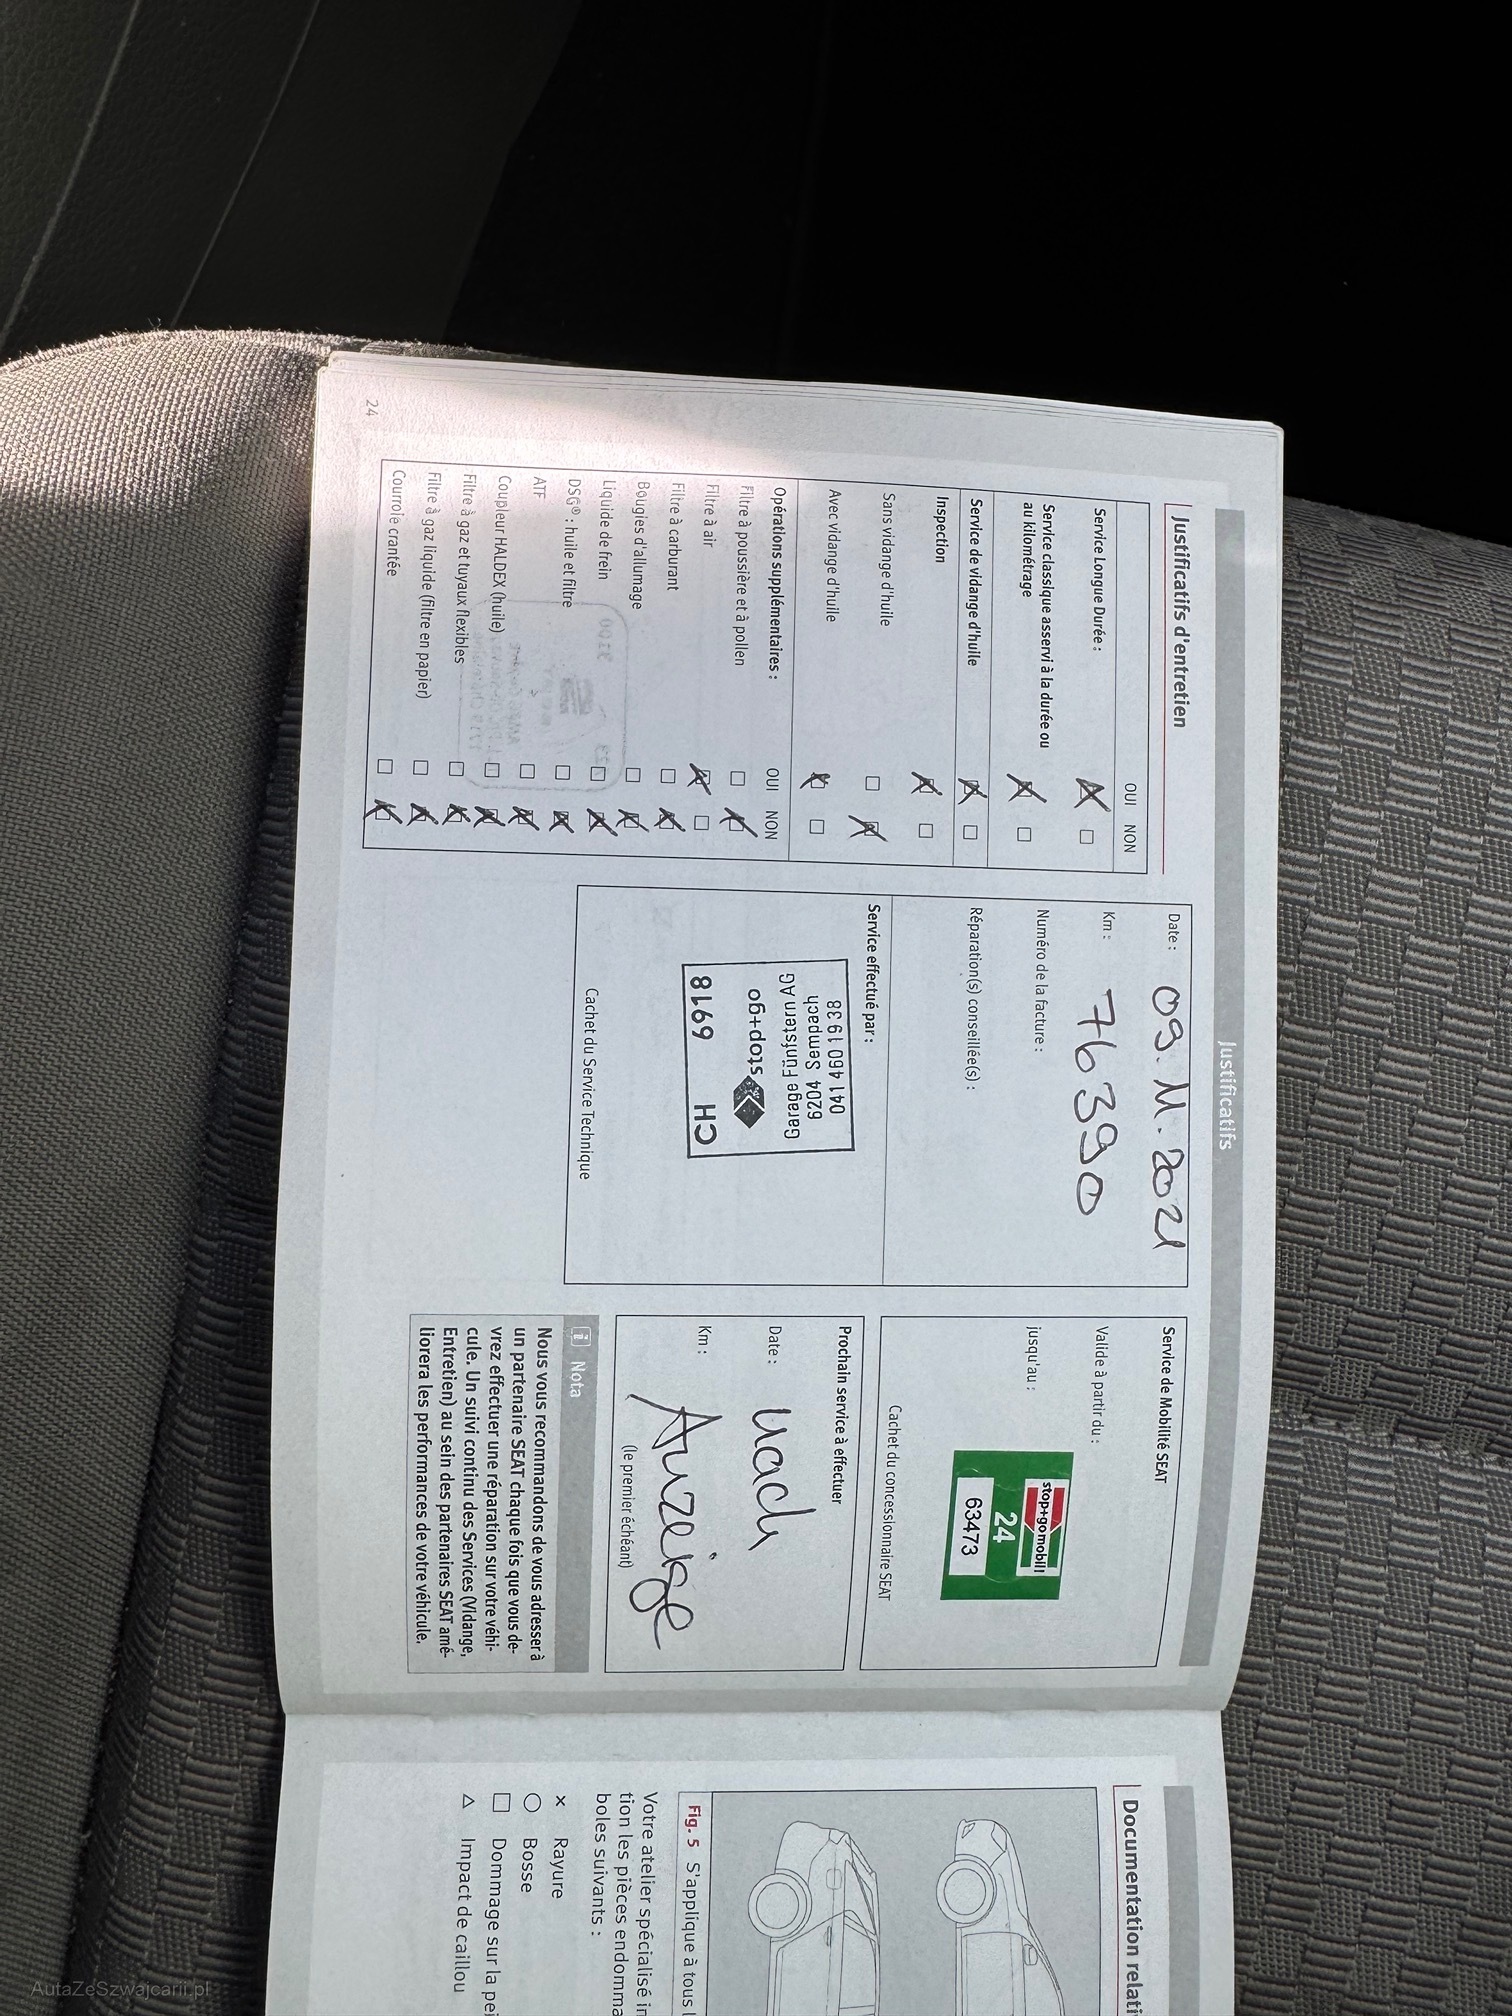 Justificatifs
Justificatifs d'entretien
OUI NON
Service Longue Durée :
Service classique asservi à la durée ou
au kilométrage
Service de vidange d'huile
Inspection
Sans vidange d'huile
Avec vidange d'huile
Opérations supplémentaires :
OUI NON
Filtre à poussière et à pollen
Filtre à air
Filtre à carburant
Bougies d'allumage
Liquide de frein
DSG® : huile et filtre
ATF
Coupleur HALDEX (huile)
Filtre à gaz et tuyaux flexibles
Filtre à gaz liquide (filtre en papier)
Courroie crantée
24
Date : 09. 11. 2021
Km : 76390
Numéro de la facture :
Réparation(s) conseillée(s) :
Service effectué par :
CH 6918
stop+go
Garage Fünfstern AG
6204 Sempach
041 460 19 38
Cachet du Service Technique
Service de Mobilité SEAT
Valide à partir du :
jusqu'au :
stop+gomobil!
24
63473
Cachet du concessionnaire SEAT
Prochain service à effectuer
Date : nach
Km : Anzeige
(le premier échéant)
i Nota
Nous vous recommandons de vous adresser à
un partenaire SEAT chaque fois que vous de-
vrez effectuer une réparation sur votre véhi-
cule. Un suivi continu des Services (Vidange,
Entretien) au sein des partenaires SEAT amé-
liorera les performances de votre véhicule.
Documentation relati
Fig. 5 S'applique à tous l
Votre atelier spécialisé in
tion les pièces endomma
boles suivants :
× Rayure
○ Bosse
□ Dommage sur la pei
△ Impact de caillou
AutaZeSzwajcarii.pl